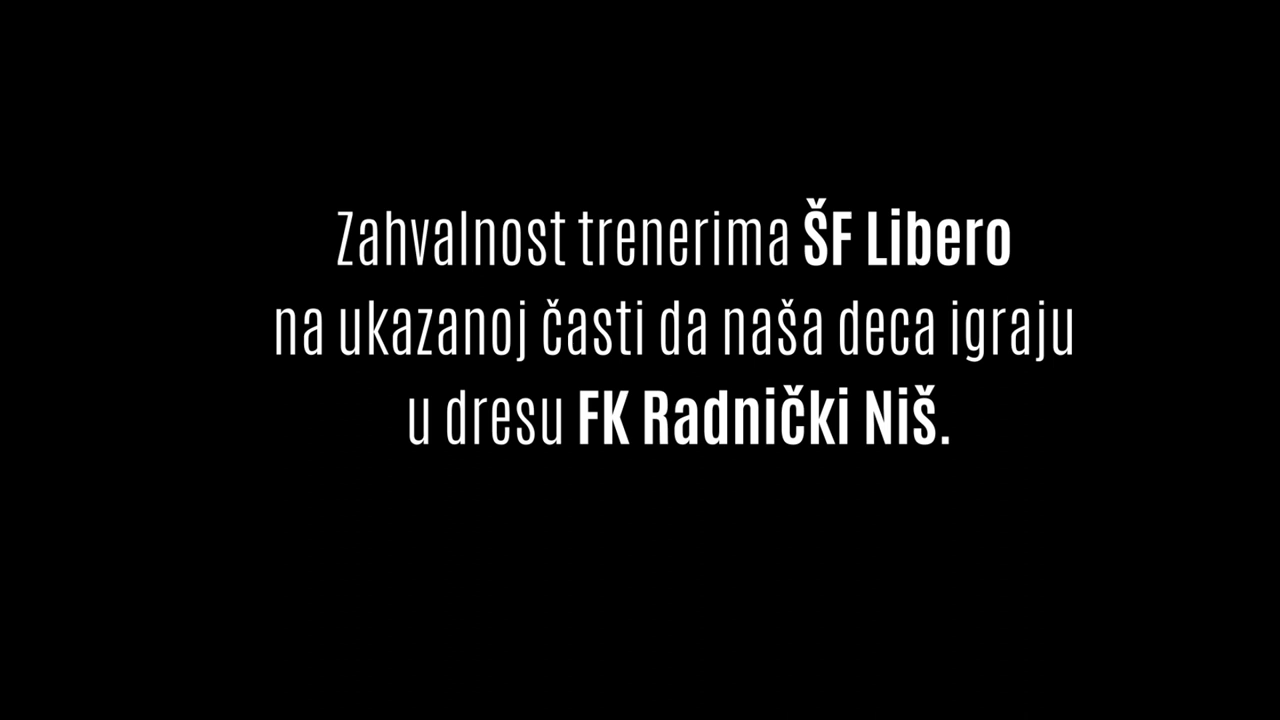 Zahvalnost trenerima ŠF Libero
na ukazanoj časti da naša deca igraju
u dresu FK Radnički Niš.